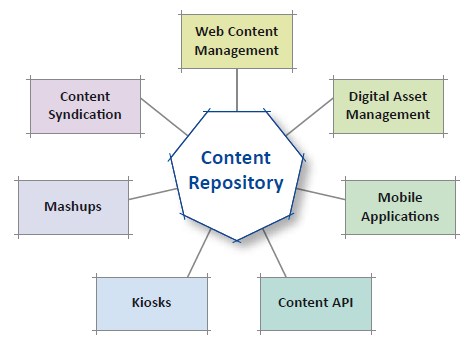 Web Content
Management
Content
Syndication
Digital Asset
Management
Content
Repository
Mashups
Mobile
Applications
Kiosks
Content API